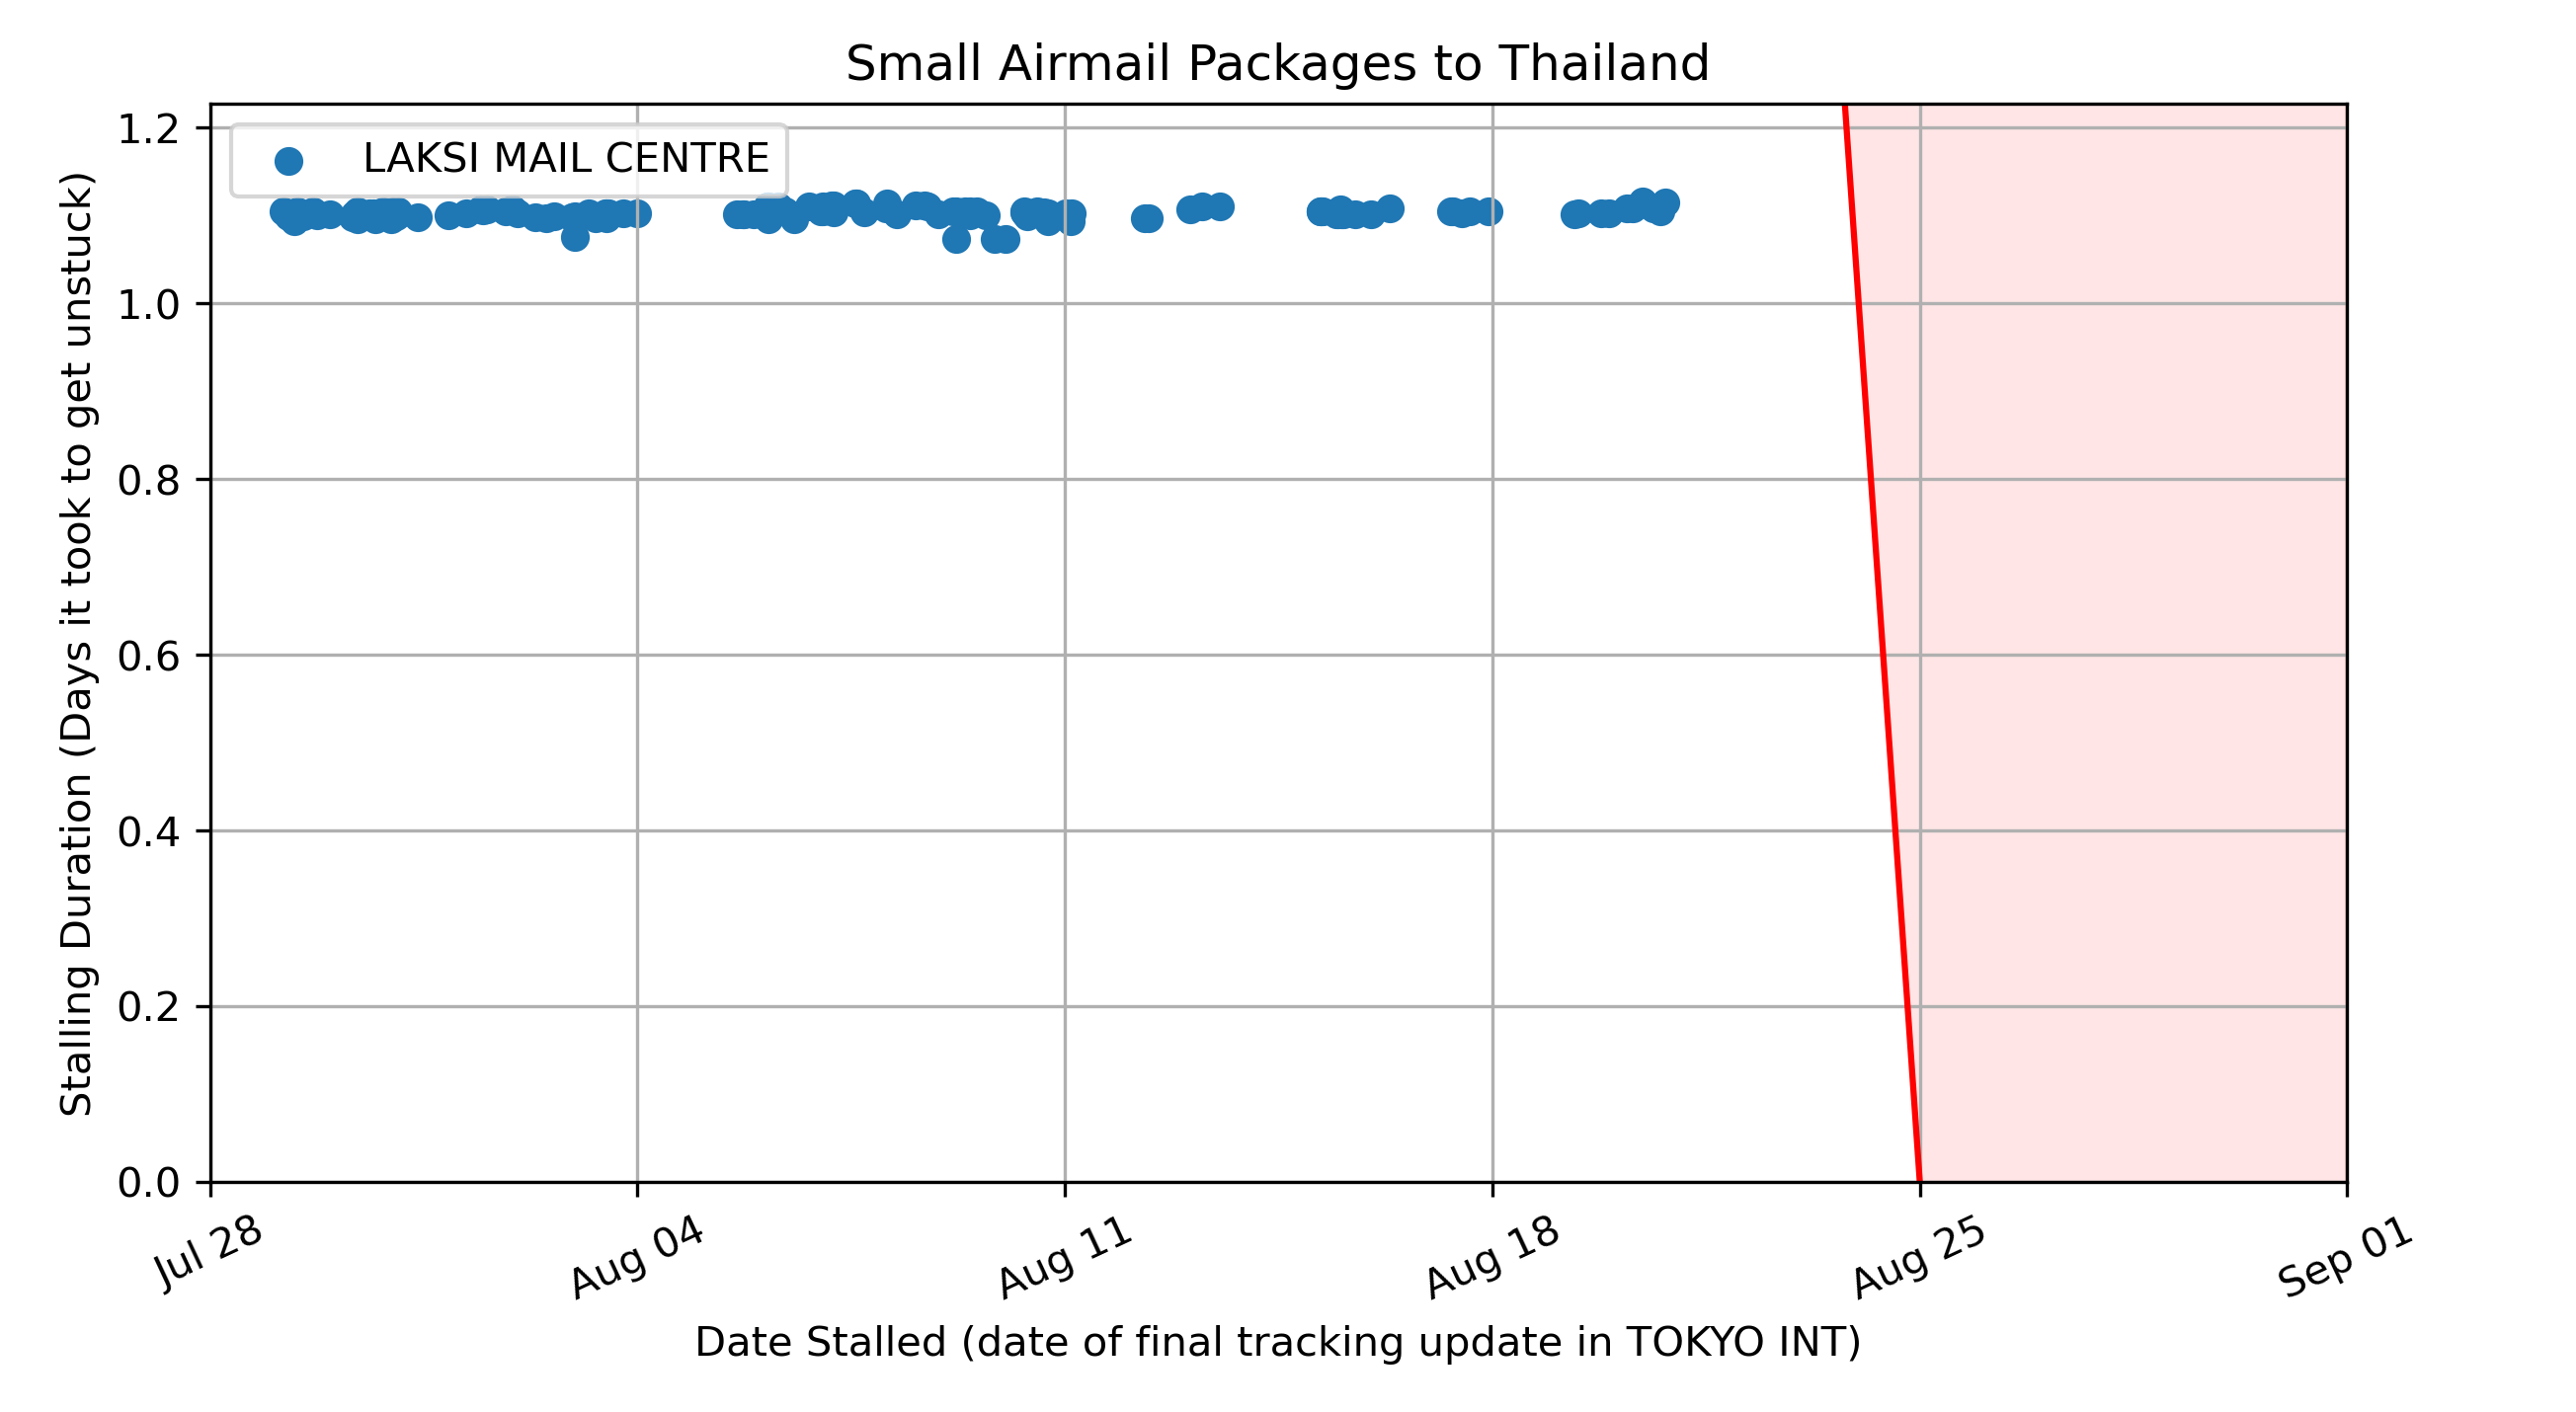 Small Airmail Packages to Thailand
LAKSI MAIL CENTRE
Stalling Duration (Days it took to get unstuck)
1.2
1.0
0.8
0.6
0.4
0.2
0.0
Jul 28
Aug 04
Aug 11
Aug 18
Aug 25
Sep 01
Date Stalled (date of final tracking update in TOKYO INT)